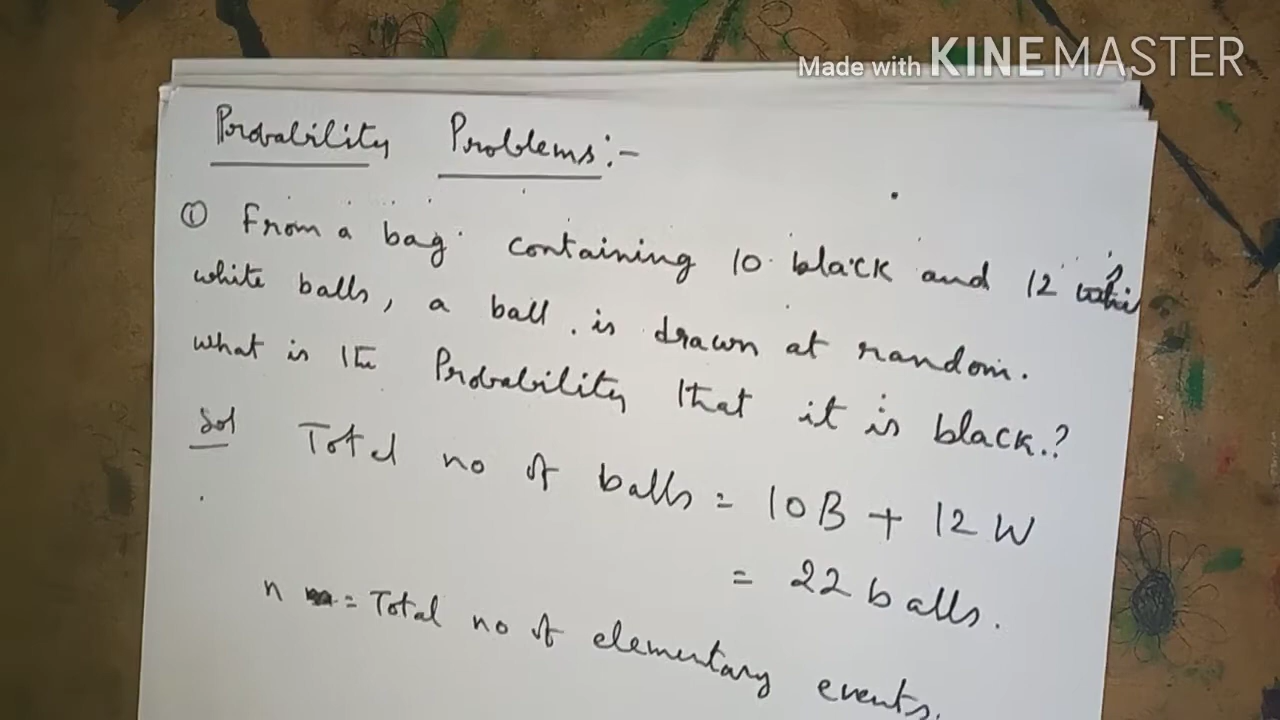 Made with KINEMASTER
Probability Problems:-
① From a bag containing 10 black and 12
white balls, a ball is drawn at random.
what is the Probability that it is black.?
Sol Total no of balls = 10B + 12W
= 22 balls.
n = Total no of elementary events.